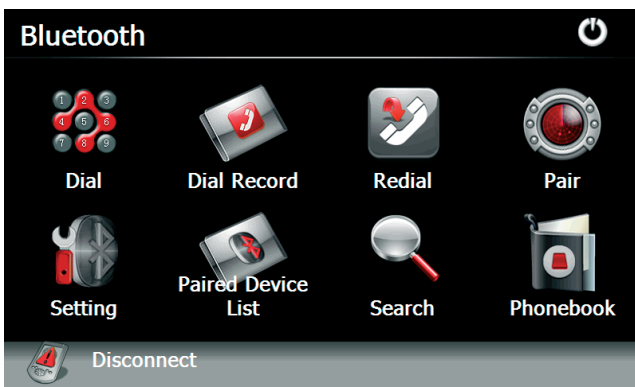 Bluetooth
1 2 3
4 5 6
7 8 9
Dial
Dial Record
Redial
Pair
Setting
Paired Device
List
Search
Phonebook
Disconnect